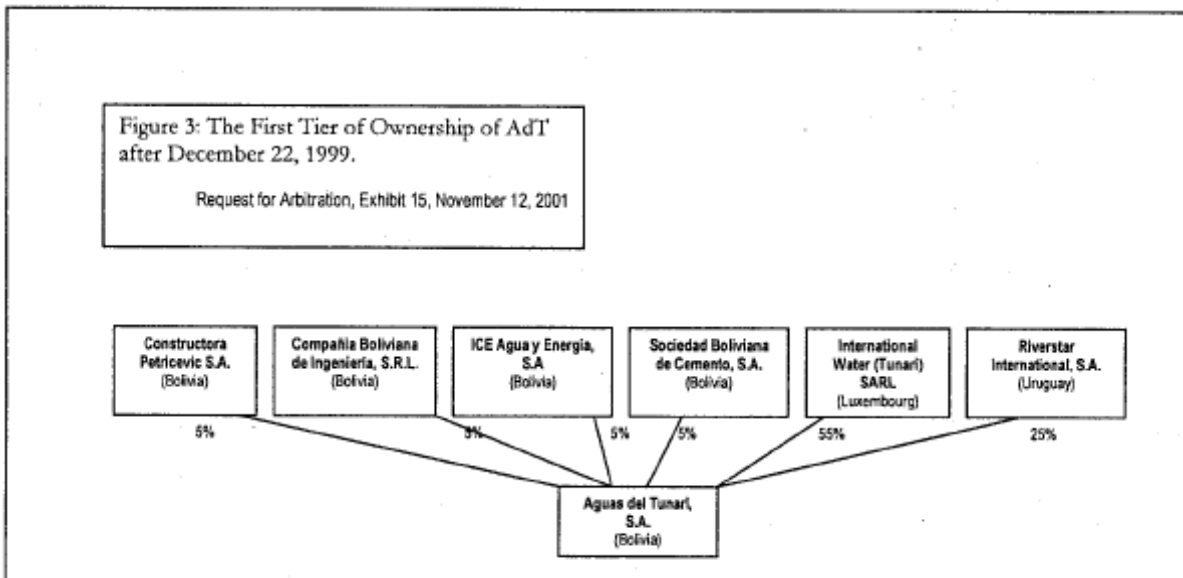 Figure 3: The First Tier of Ownership of AdT
after December 22, 1999.
Request for Arbitration, Exhibit 15, November 12, 2001
Constructora
Petricevic S.A.
(Bolivia)
Compañia Boliviana
de Ingeniería, S.R.L.
(Bolivia)
ICE Agua y Energía,
S.A
(Bolivia)
Sociedad Boliviana
de Cemento, S.A.
(Bolivia)
International
Water (Tunari)
SARL
(Luxembourg)
Riverstar
International, S.A.
(Uruguay)
5%
5%
5%
5%
55%
25%
Aguas del Tunari,
S.A.
(Bolivia)